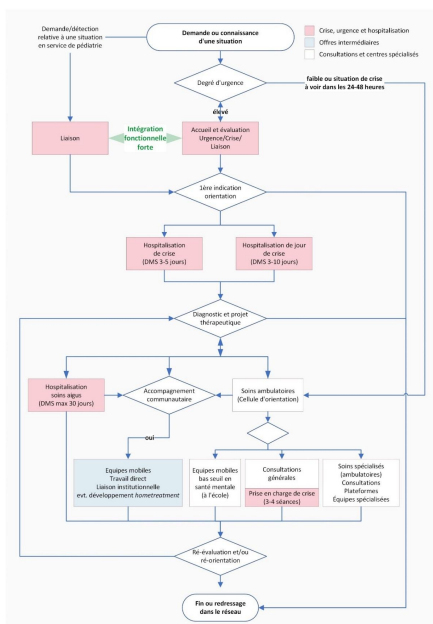 Demande/détection
relative à une situation
en service de pédiatrie
Demande ou connaissance
d'une situation
Crise, urgence et hospitalisation
Offres intermédiaires
Consultations et centres spécialisés
Degré d'urgence
faible ou situation de crise
à voir dans les 24-48 heures
élevé
Liaison
Intégration
fonctionnelle
forte
Accueil et évaluation
Urgence/Crise/
Liaison
1ère indication
orientation
Hospitalisation
de crise
(DMS 3-5 jours)
Hospitalisation de jour
de crise
(DMS 3-10 jours)
Diagnostic et projet
thérapeutique
Hospitalisation
soins aigus
(DMS max 30 jours)
Accompagnement
communautaire
Soins ambulatoires
(Cellule d'orientation)
oui
Equipes mobiles
Travail direct
Liaison institutionnelle
evt. développement hometreatment
Equipes mobiles
bas seuil en
santé mentale
(à l'école)
Consultations
générales
Prise en charge de crise
(3-4 séances)
Soins spécialisés
(ambulatoires)
Consultations
Plateformes
Équipes spécialisées
Ré-évaluation et/ou
ré-orientation
Fin ou redressage
dans le réseau